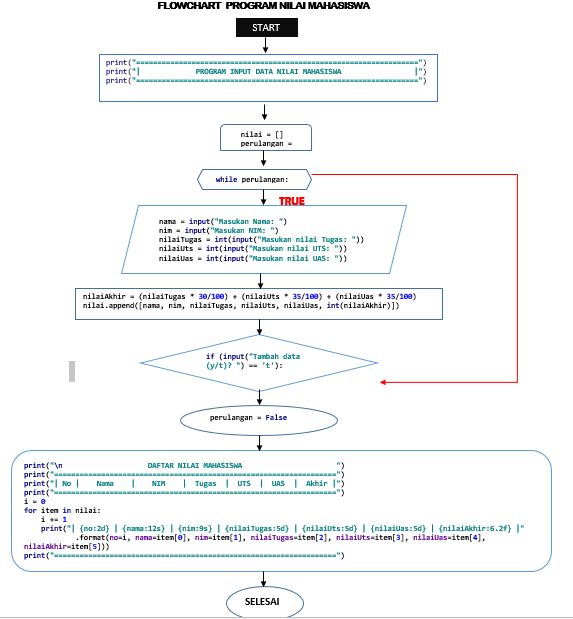 FLOWCHART PROGRAM NILAI MAHASISWA
START
print("===================================================================")
print("|             PROGRAM INPUT DATA NILAI MAHASISWA                  |")
print("===================================================================")
nilai = []
perulangan =
while perulangan:
TRUE
nama = input("Masukan Nama: ")
nim = input("Masukan NIM: ")
nilaiTugas = int(input("Masukan nilai Tugas: "))
nilaiUts = int(input("Masukan nilai UTS: "))
nilaiUas = int(input("Masukan nilai UAS: "))
nilaiAkhir = (nilaiTugas * 30/100) + (nilaiUts * 35/100) + (nilaiUas * 35/100)
nilai.append([nama, nim, nilaiTugas, nilaiUts, nilaiUas, int(nilaiAkhir)])
if (input("Tambah data
(y/t)? ") == 't'):
perulangan = False
print("\n                    DAFTAR NILAI MAHASISWA                       ")
print("===================================================================")
print("| No |    Nama    |    NIM    | Tugas | UTS  | UAS  | Akhir |")
print("===================================================================")
i = 0
for item in nilai:
i += 1
print("| {no:2d} | {nama:12s} | {nim:9s} | {nilaiTugas:5d} | {nilaiUts:5d} | {nilaiUas:5d} | {nilaiAkhir:6.2f} |"
.format(no=i, nama=item[0], nim=item[1], nilaiTugas=item[2], nilaiUts=item[3], nilaiUas=item[4],
nilaiAkhir=item[5]))
print("===================================================================")
SELESAI